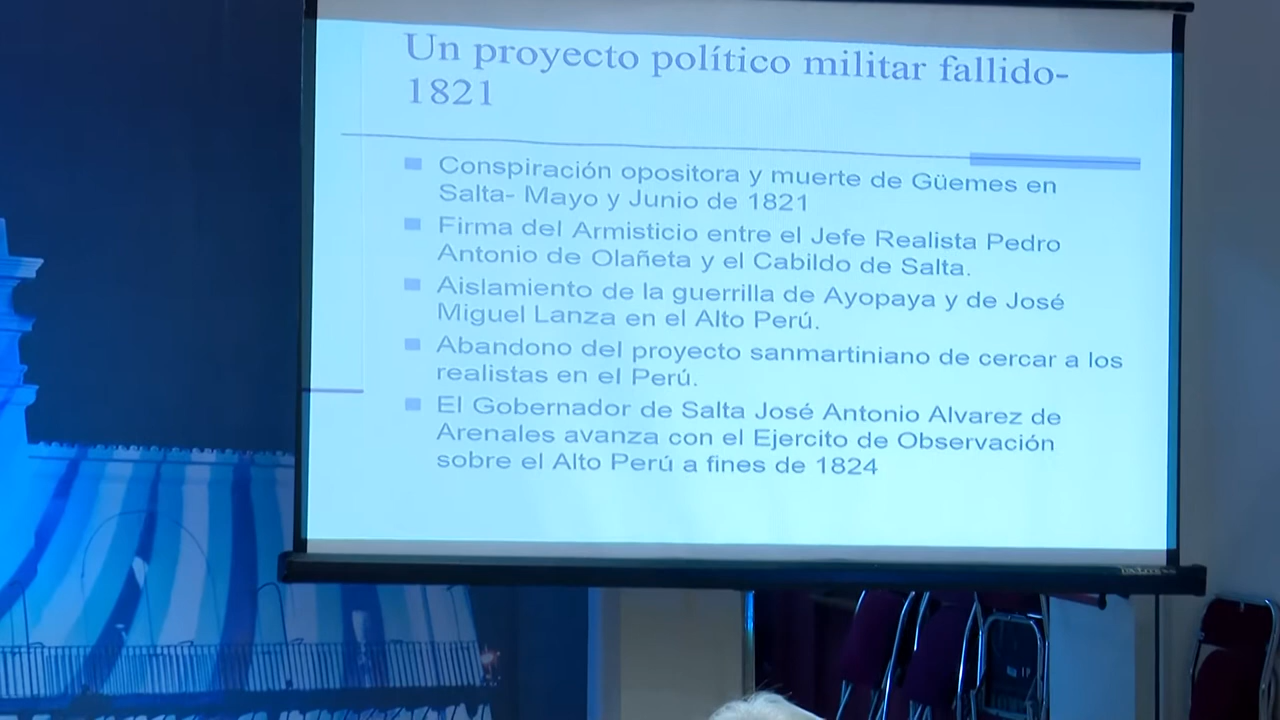 Un proyecto político militar fallido-
1821
Conspiración opositora y muerte de Güemes en
Salta- Mayo y Junio de 1821
Firma del Armisticio entre el Jefe Realista Pedro
Antonio de Olañeta y el Cabildo de Salta.
Aislamiento de la guerrilla de Ayopaya y de José
Miguel Lanza en el Alto Perú.
Abandono del proyecto sanmartiniano de cercar a los
realistas en el Perú.
El Gobernador de Salta José Antonio Alvarez de
Arenales avanza con el Ejercito de Observación
sobre el Alto Perú a fines de 1824